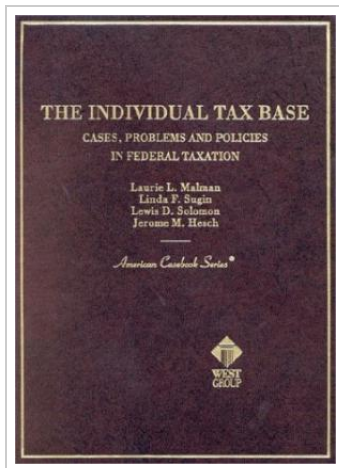 THE INDIVIDUAL TAX BASE
CASES, PROBLEMS AND POLICIES
IN FEDERAL TAXATION
Laurie L. Malman
Linda F. Sugin
Lewis D. Solomon
Jerome M. Hesch
American Casebook Series®
WEST
GROUP